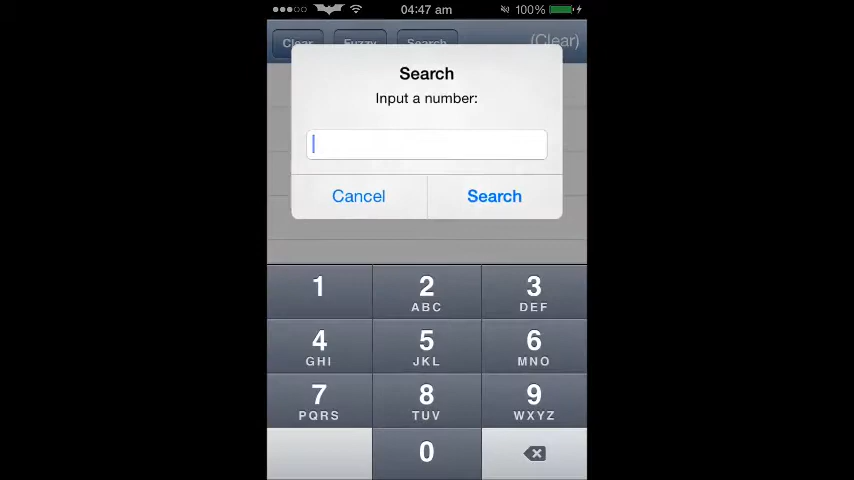 04:47 am 100%
Clear Fuzzy Search (Clear)
Search
Input a number:
Cancel Search
1 2 3
ABC DEF
4 5 6
GHI JKL MNO
7 8 9
PQRS TUV WXYZ
0